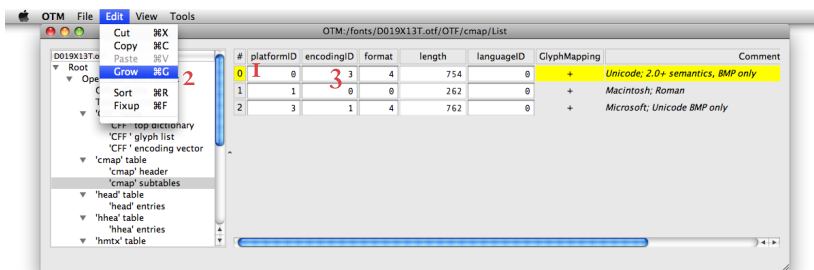 OTM File Edit View Tools
OTM:/fonts/D019X13T.otf/OTF/cmap/List
Cut ⌘X
Copy ⌘C
Paste ⌘V
Grow ⌘G
Sort ⌘R
Fixup ⌘F
1
2
3
D019X13T.o
Root
Ope
'CFF ' top dictionary
'CFF ' glyph list
'CFF ' encoding vector
'cmap' table
'cmap' header
'cmap' subtables
'head' table
'head' entries
'hhea' table
'hhea' entries
'hmtx' table
# platformID encodingID format length languageID GlyphMapping Comment
0 0 3 4 754 0 + Unicode; 2.0+ semantics, BMP only
1 1 0 0 262 0 + Macintosh; Roman
2 3 1 4 762 0 + Microsoft; Unicode BMP only